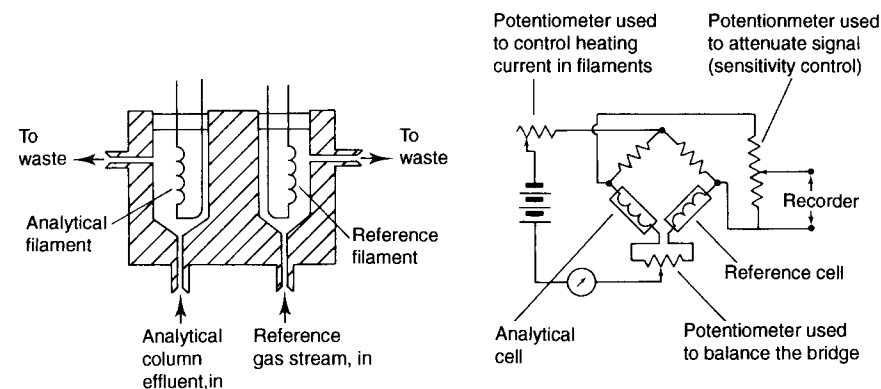 To
waste
To
waste
Analytical
filament
Reference
filament
Analytical
column
effluent,in
Reference
gas stream, in
Potentiometer used
to control heating
current in filaments
Potentionmeter used
to attenuate signal
(sensitivity control)
Recorder
Reference cell
Analytical
cell
Potentiometer used
to balance the bridge